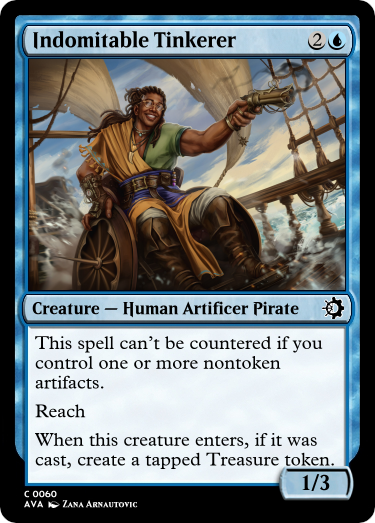 Indomitable Tinkerer 2
Creature — Human Artificer Pirate
This spell can't be countered if you
control one or more nontoken
artifacts.
Reach
When this creature enters, if it was
cast, create a tapped Treasure token.
1/3
C 0060
AVA Zana Arnautovic